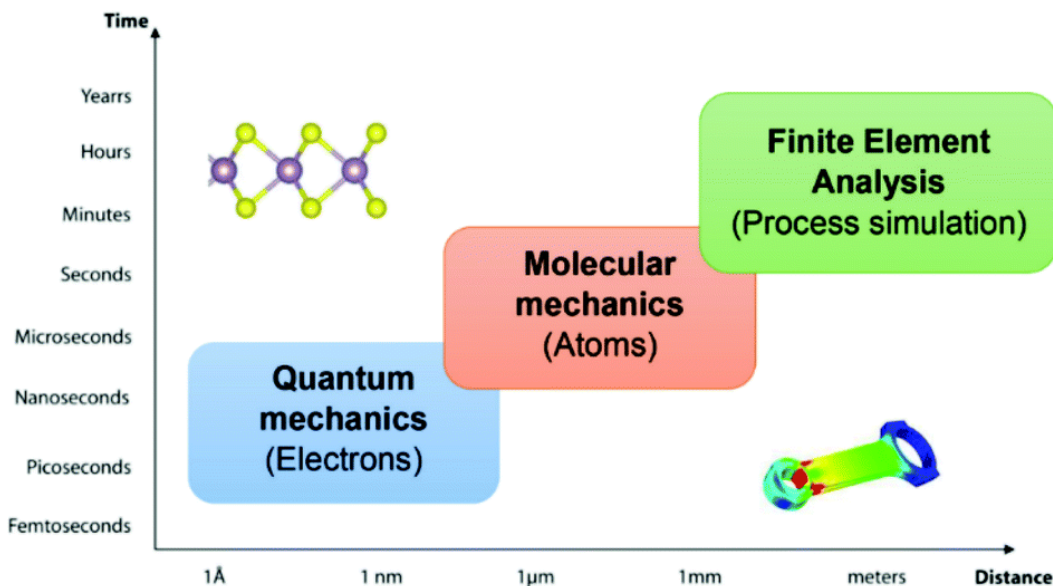 Time
Yearrs
Hours
Minutes
Seconds
Microseconds
Nanoseconds
Picoseconds
Femtoseconds
Finite Element
Analysis
(Process simulation)
Molecular
mechanics
(Atoms)
Quantum
mechanics
(Electrons)
1Å 1 nm 1µm 1mm meters Distance